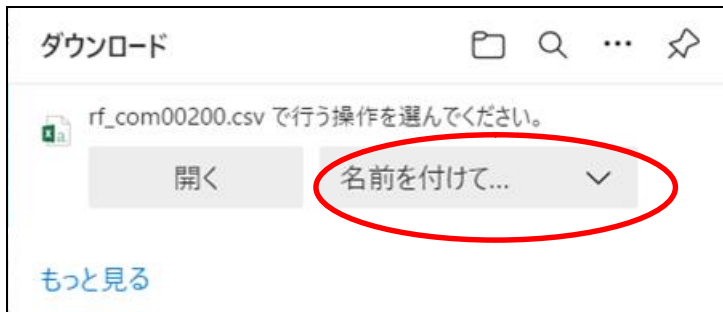 ダウンロード
rf_com00200.csv で行う操作を選んでください。
開く
名前を付けて...
もっと見る